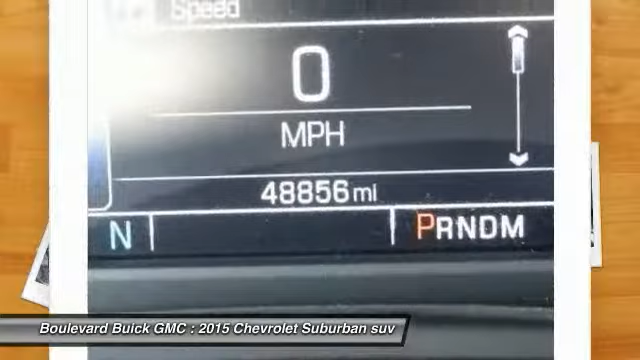 Speed
0
MPH
48856 mi
N PRNDM
Boulevard Buick GMC : 2015 Chevrolet Suburban suv